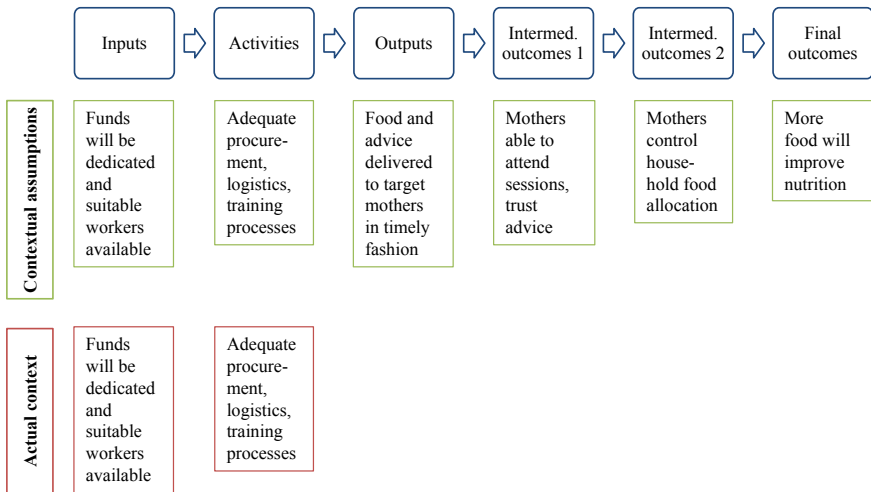 Inputs
Activities
Outputs
Intermed.
outcomes 1
Intermed.
outcomes 2
Final
outcomes
Contextual assumptions
Funds
will be
dedicated
and
suitable
workers
available
Adequate
procure-
ment,
logistics,
training
processes
Food and
advice
delivered
to target
mothers
in timely
fashion
Mothers
able to
attend
sessions,
trust
advice
Mothers
control
house-
hold food
allocation
More
food will
improve
nutrition
Actual context
Funds
will be
dedicated
and
suitable
workers
available
Adequate
procure-
ment,
logistics,
training
processes